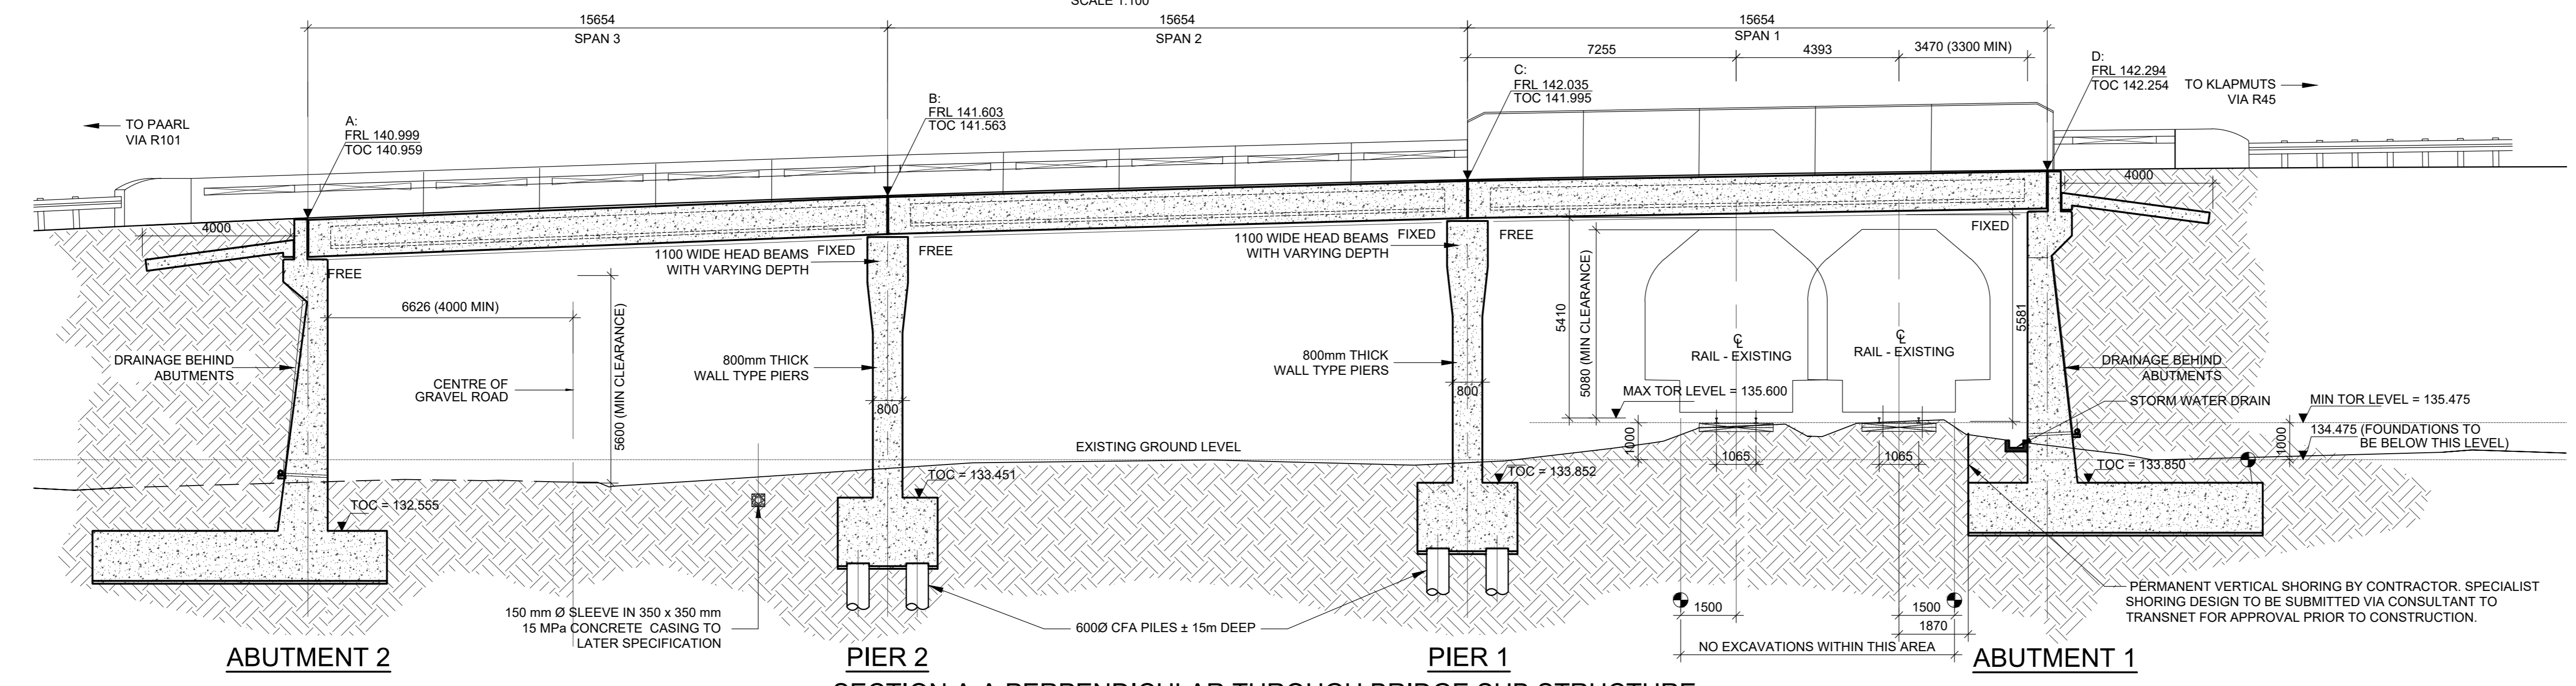 SCALE 1:100
15654
15654
15654
SPAN 3
SPAN 2
SPAN 1
7255
4393
3470 (3300 MIN)
A:
FRL 140.999
TOC 140.959
B:
FRL 141.603
TOC 141.563
C:
FRL 142.035
TOC 141.995
D:
FRL 142.294
TOC 142.254
TO PAARL
VIA R101
TO KLAPMUTS
VIA R45
4000
4000
FREE
FIXED
FREE
FIXED
FREE
FIXED
1100 WIDE HEAD BEAMS
WITH VARYING DEPTH
1100 WIDE HEAD BEAMS
WITH VARYING DEPTH
6626 (4000 MIN)
5600 (MIN CLEARANCE)
5410
5080 (MIN CLEARANCE)
5581
DRAINAGE BEHIND
ABUTMENTS
CENTRE OF
GRAVEL ROAD
800mm THICK
WALL TYPE PIERS
800
800mm THICK
WALL TYPE PIERS
800
RAIL - EXISTING
RAIL - EXISTING
DRAINAGE BEHIND
ABUTMENTS
STORM WATER DRAIN
MAX TOR LEVEL = 135.600
MIN TOR LEVEL = 135.475
134.475 (FOUNDATIONS TO
BE BELOW THIS LEVEL)
1000
1000
1065
1065
EXISTING GROUND LEVEL
TOC = 132.555
TOC = 133.451
TOC = 133.852
TOC = 133.850
150 mm Ø SLEEVE IN 350 x 350 mm
15 MPa CONCRETE CASING TO
LATER SPECIFICATION
600Ø CFA PILES ± 15m DEEP
1500
1500
1870
NO EXCAVATIONS WITHIN THIS AREA
PERMANENT VERTICAL SHORING BY CONTRACTOR. SPECIALIST
SHORING DESIGN TO BE SUBMITTED VIA CONSULTANT TO
TRANSNET FOR APPROVAL PRIOR TO CONSTRUCTION.
ABUTMENT 2
PIER 2
PIER 1
ABUTMENT 1
SECTION A-A PERPENDICULAR THROUGH BRIDGE SUB STRUCTURE